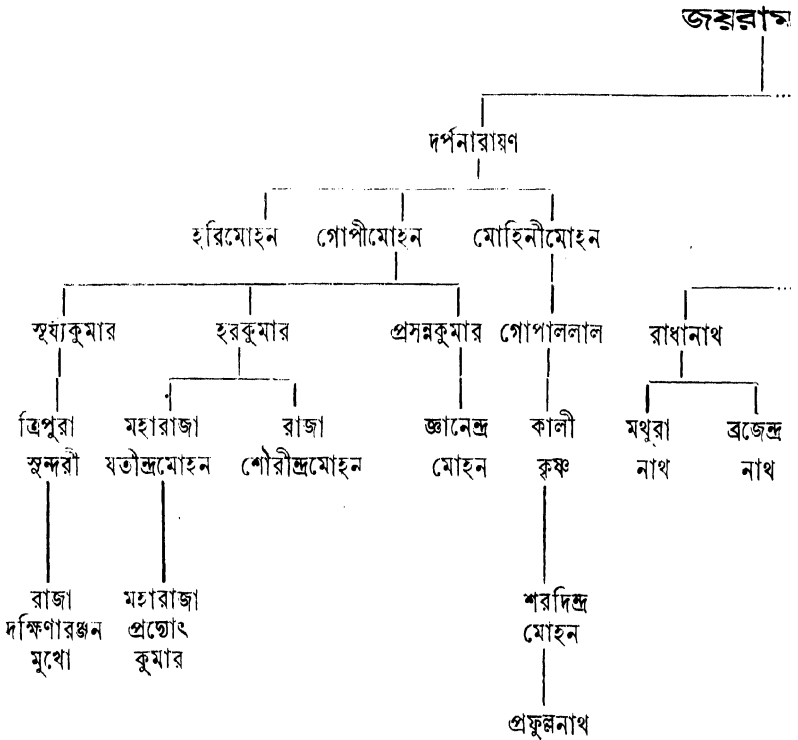 জয়রাম
...
দর্পনারায়ণ
হরিমোহন গোপীমোহন মোহিনীমোহন
...
সূর্য্যকুমার হরকুমার প্রসন্নকুমার গোপাললাল রাধানাথ
ত্রিপুরা মহারাজা রাজা জ্ঞানেন্দ্র কালী মথুরা ব্রজেন্দ্র
সুন্দরী যতীন্দ্রমোহন শৌরীন্দ্রমোহন মোহন কৃষ্ণ নাথ নাথ
রাজা মহারাজা শরদিন্দ্র
দক্ষিণারঞ্জন প্রদ্যোৎ মোহন
মুখো কুমার
প্রফুল্লনাথ